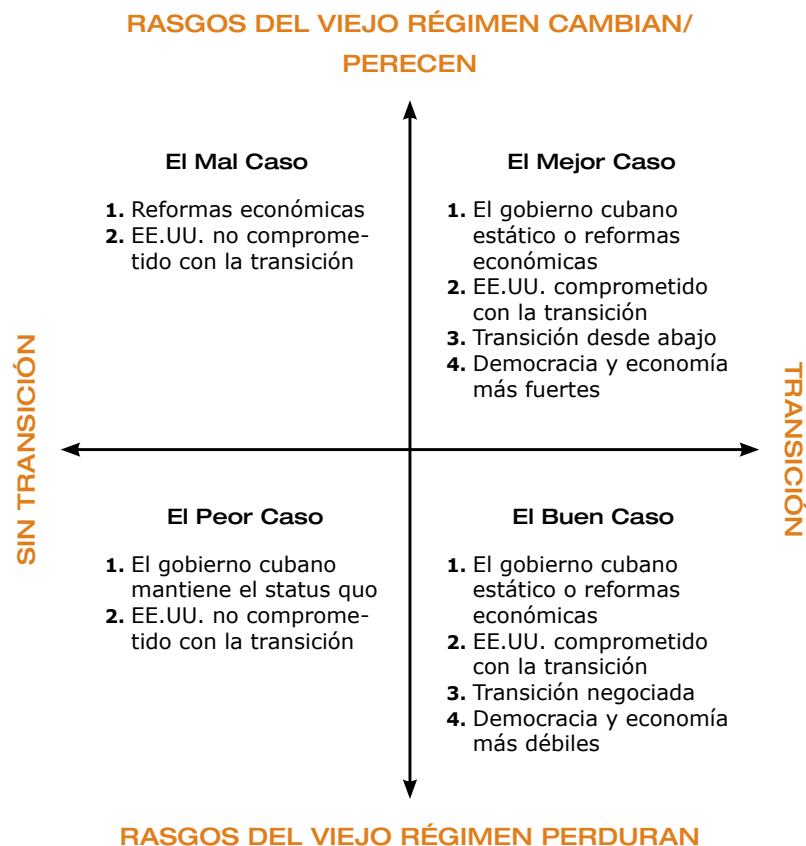 RASGOS DEL VIEJO RÉGIMEN CAMBIAN/
PERECEN
El Mal Caso
1. Reformas económicas
2. EE.UU. no comprome-
tido con la transición
El Mejor Caso
1. El gobierno cubano
estático o reformas
económicas
2. EE.UU. comprometido
con la transición
3. Transición desde abajo
4. Democracia y economía
más fuertes
SIN TRANSICIÓN
TRANSICIÓN
El Peor Caso
1. El gobierno cubano
mantiene el status quo
2. EE.UU. no comprome-
tido con la transición
El Buen Caso
1. El gobierno cubano
estático o reformas
económicas
2. EE.UU. comprometido
con la transición
3. Transición negociada
4. Democracia y economía
más débiles
RASGOS DEL VIEJO RÉGIMEN PERDURAN